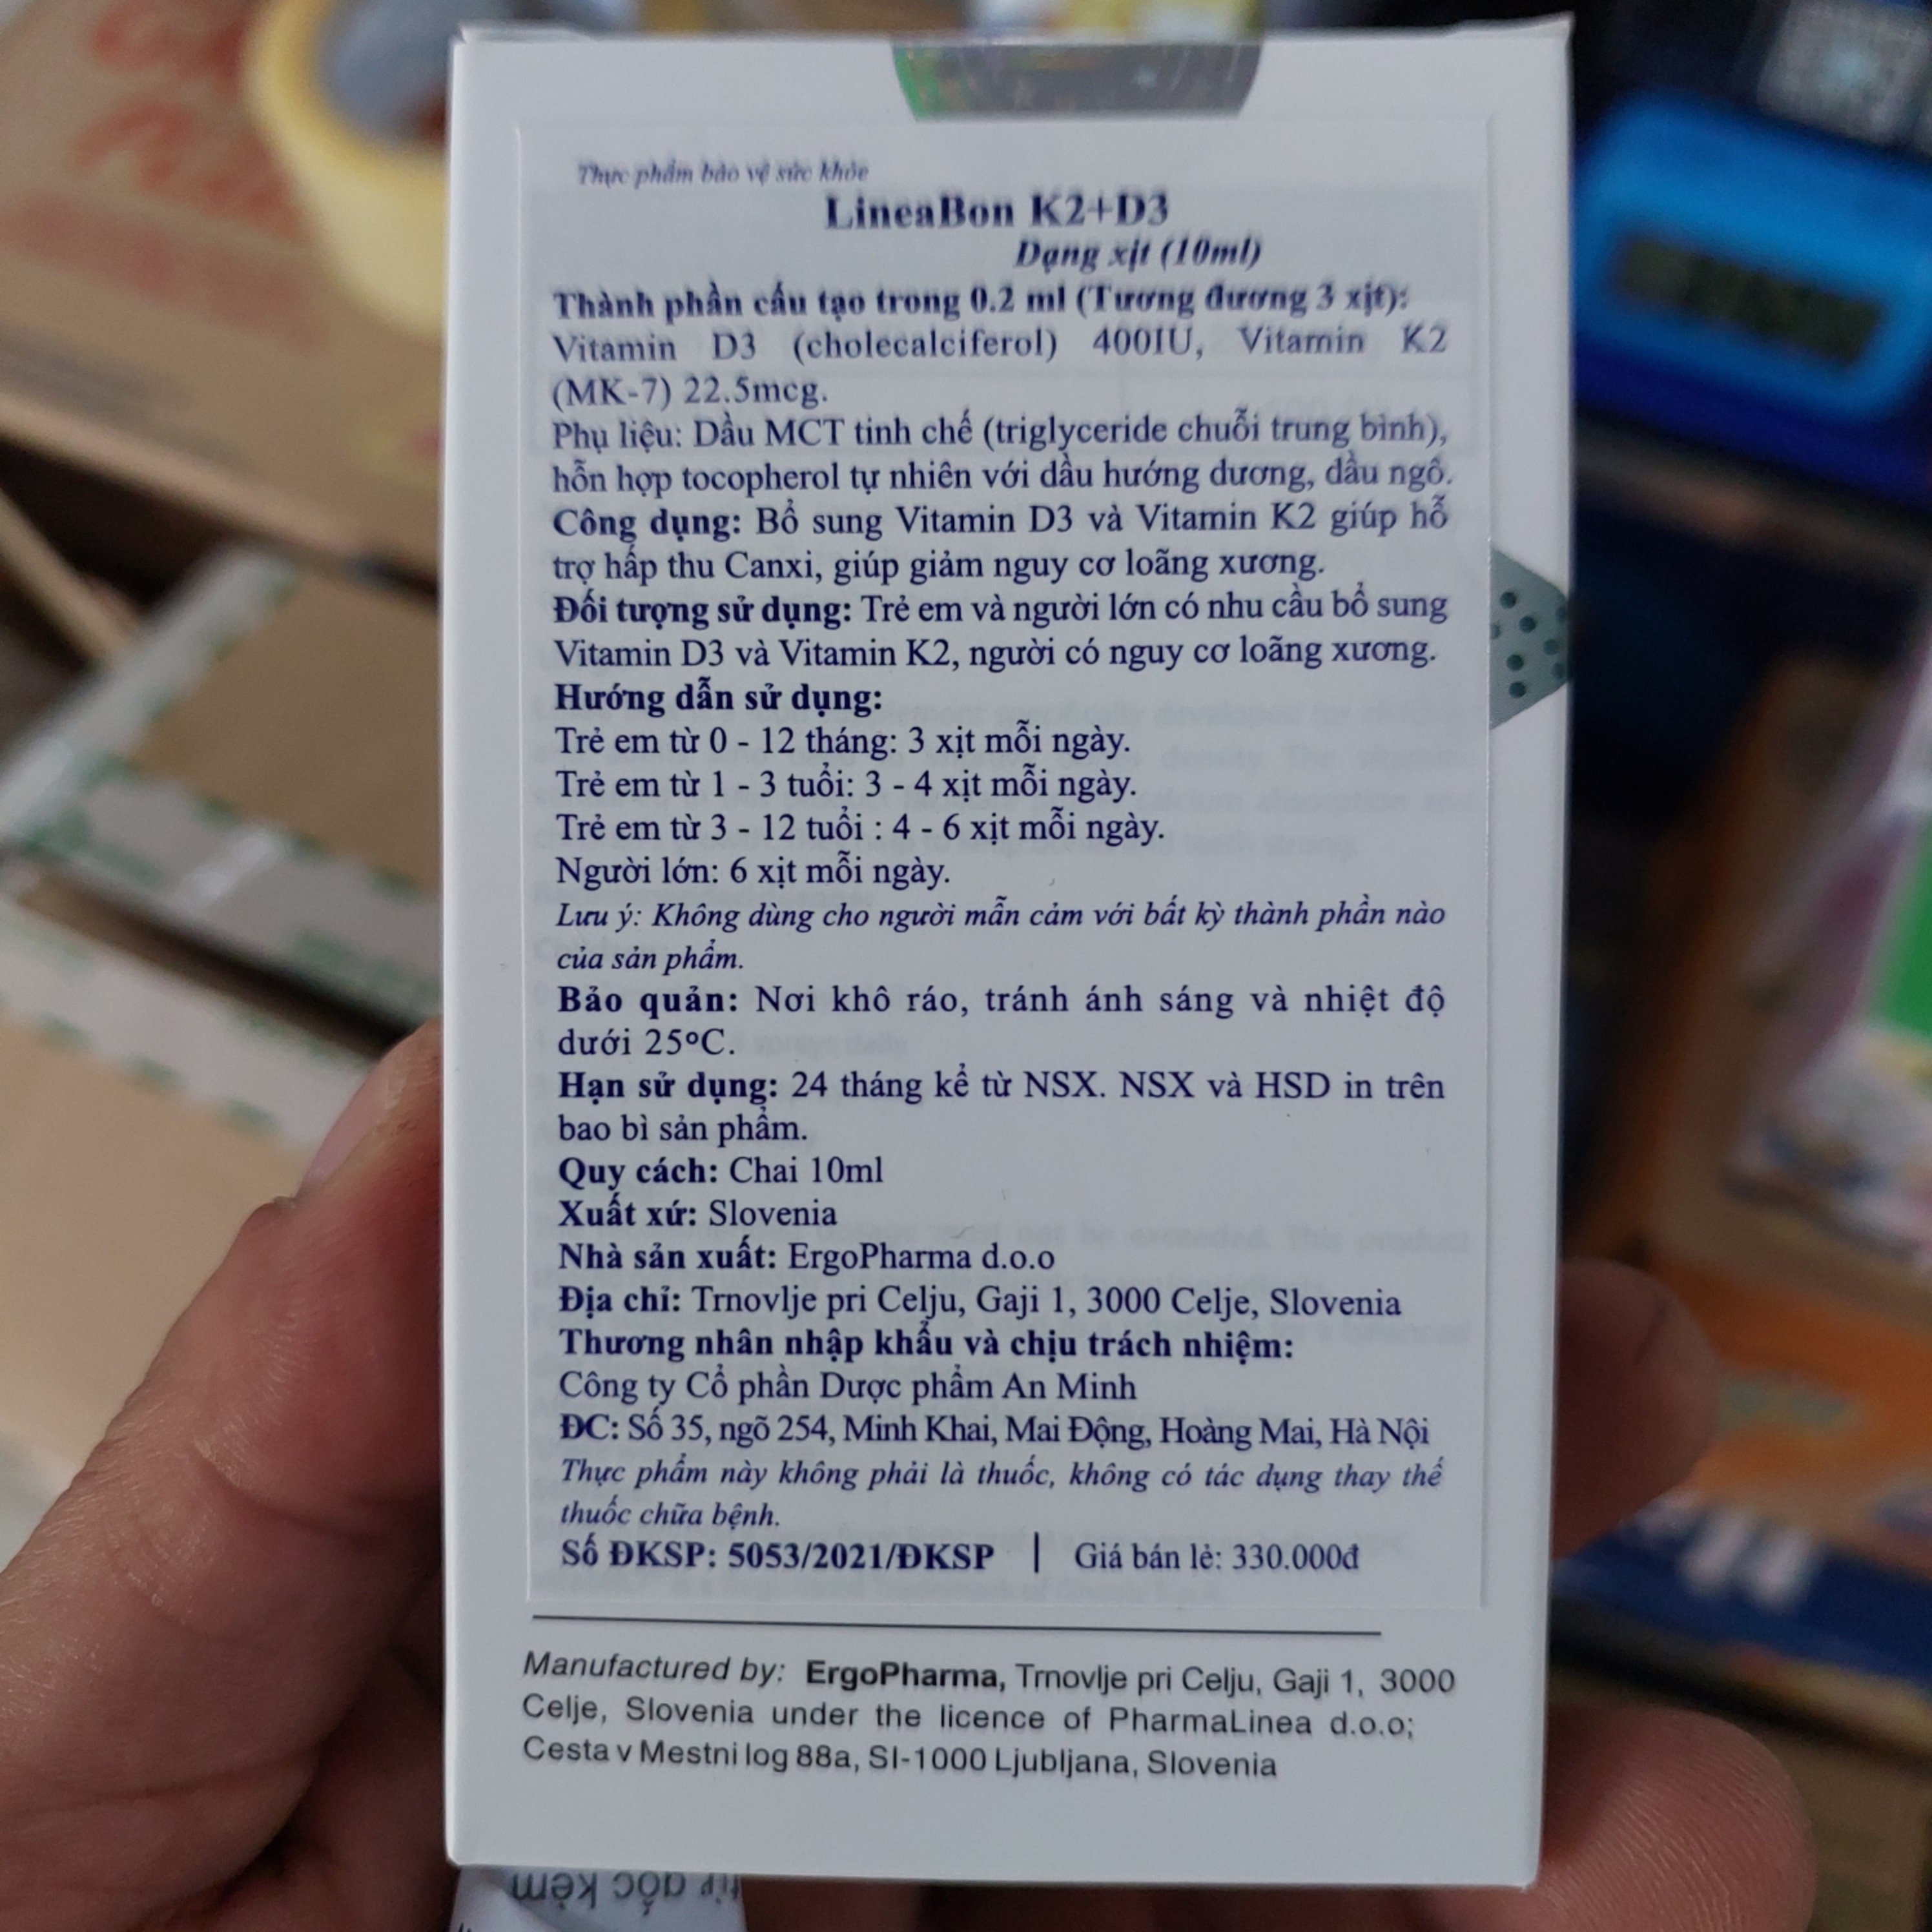 Thực phẩm bảo vệ sức khỏe
LineaBon K2+D3
Dạng xịt (10ml)
Thành phần cấu tạo trong 0.2 ml (Tương đương 3 xịt):
Vitamin D3 (cholecalciferol) 400IU, Vitamin K2
(MK-7) 22.5mcg.
Phụ liệu: Dầu MCT tinh chế (triglyceride chuỗi trung bình),
hỗn hợp tocopherol tự nhiên với dầu hướng dương, dầu ngô.
Công dụng: Bổ sung Vitamin D3 và Vitamin K2 giúp hỗ
trợ hấp thu Canxi, giúp giảm nguy cơ loãng xương.
Đối tượng sử dụng: Trẻ em và người lớn có nhu cầu bổ sung
Vitamin D3 và Vitamin K2, người có nguy cơ loãng xương.
Hướng dẫn sử dụng:
Trẻ em từ 0 - 12 tháng: 3 xịt mỗi ngày.
Trẻ em từ 1 - 3 tuổi: 3 - 4 xịt mỗi ngày.
Trẻ em từ 3 - 12 tuổi : 4 - 6 xịt mỗi ngày.
Người lớn: 6 xịt mỗi ngày.
Lưu ý: Không dùng cho người mẫn cảm với bất kỳ thành phần nào
của sản phẩm.
Bảo quản: Nơi khô ráo, tránh ánh sáng và nhiệt độ
dưới 25ºC.
Hạn sử dụng: 24 tháng kể từ NSX. NSX và HSD in trên
bao bì sản phẩm.
Quy cách: Chai 10ml
Xuất xứ: Slovenia
Nhà sản xuất: ErgoPharma d.o.o
Địa chỉ: Trnovlje pri Celju, Gaji 1, 3000 Celje, Slovenia
Thương nhân nhập khẩu và chịu trách nhiệm:
Công ty Cổ phần Dược phẩm An Minh
ĐC: Số 35, ngõ 254, Minh Khai, Mai Động, Hoàng Mai, Hà Nội
Thực phẩm này không phải là thuốc, không có tác dụng thay thế
thuốc chữa bệnh.
Số ĐKSP: 5053/2021/ĐKSP | Giá bán lẻ: 330.000đ
Manufactured by: ErgoPharma, Trnovlje pri Celju, Gaji 1, 3000
Celje, Slovenia under the licence of PharmaLinea d.o.o;
Cesta v Mestni log 88a, SI-1000 Ljubljana, Slovenia
từ gốc kẽm